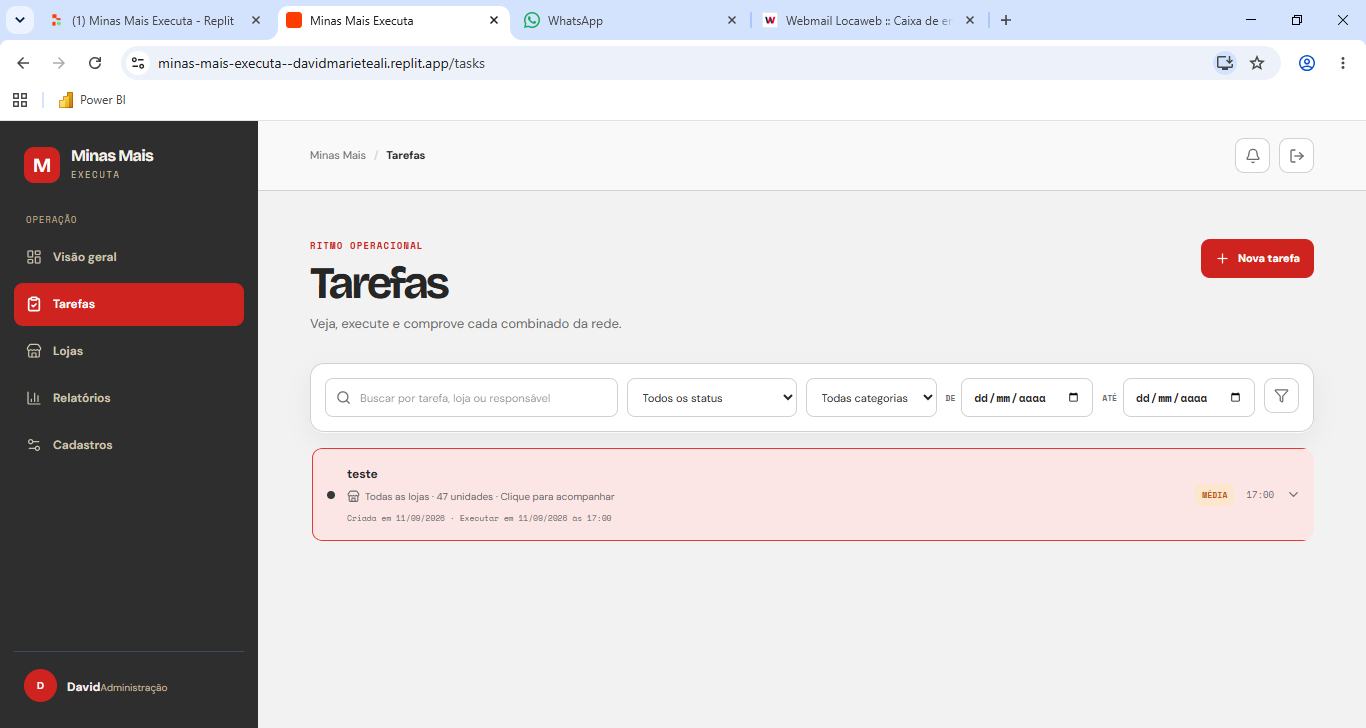 (1) Minas Mais Executa - Replit
Minas Mais Executa
WhatsApp
Webmail Locaweb :: Caixa de e
minas-mais-executa--davidmarieteali.replit.app/tasks
Power BI
M
Minas Mais
EXECUTA
OPERAÇÃO
Visão geral
Tarefas
Lojas
Relatórios
Cadastros
D
DavidAdministração
Minas Mais / Tarefas
RITMO OPERACIONAL
Tarefas
Veja, execute e comprove cada combinado da rede.
+ Nova tarefa
Buscar por tarefa, loja ou responsável
Todos os status
Todas categorias
DE
dd/mm/aaaa
ATÉ
dd/mm/aaaa
teste
Todas as lojas · 47 unidades · Clique para acompanhar
Criada em 11/09/2026 · Executar em 11/09/2026 às 17:00
MÉDIA
17:00